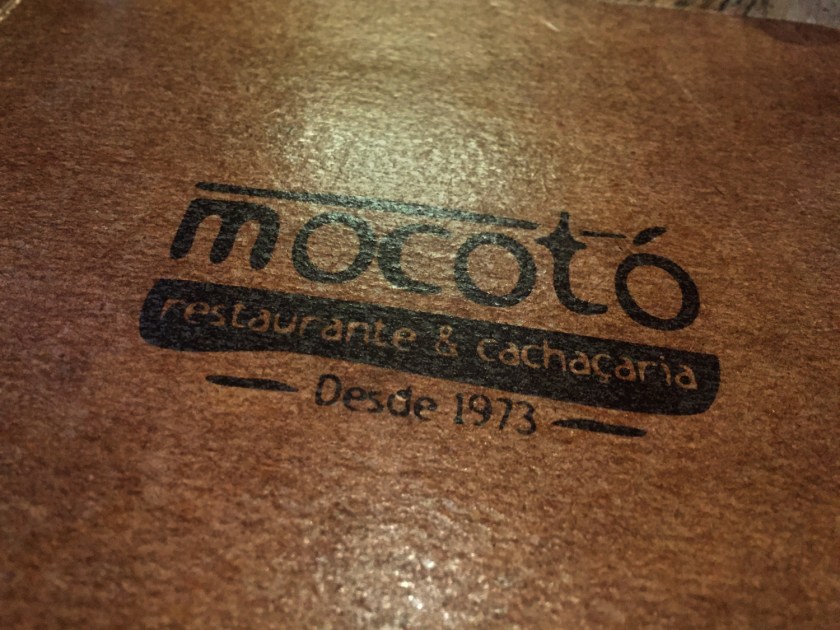 mocotó
restaurante & cachaçaria
Desde 1973